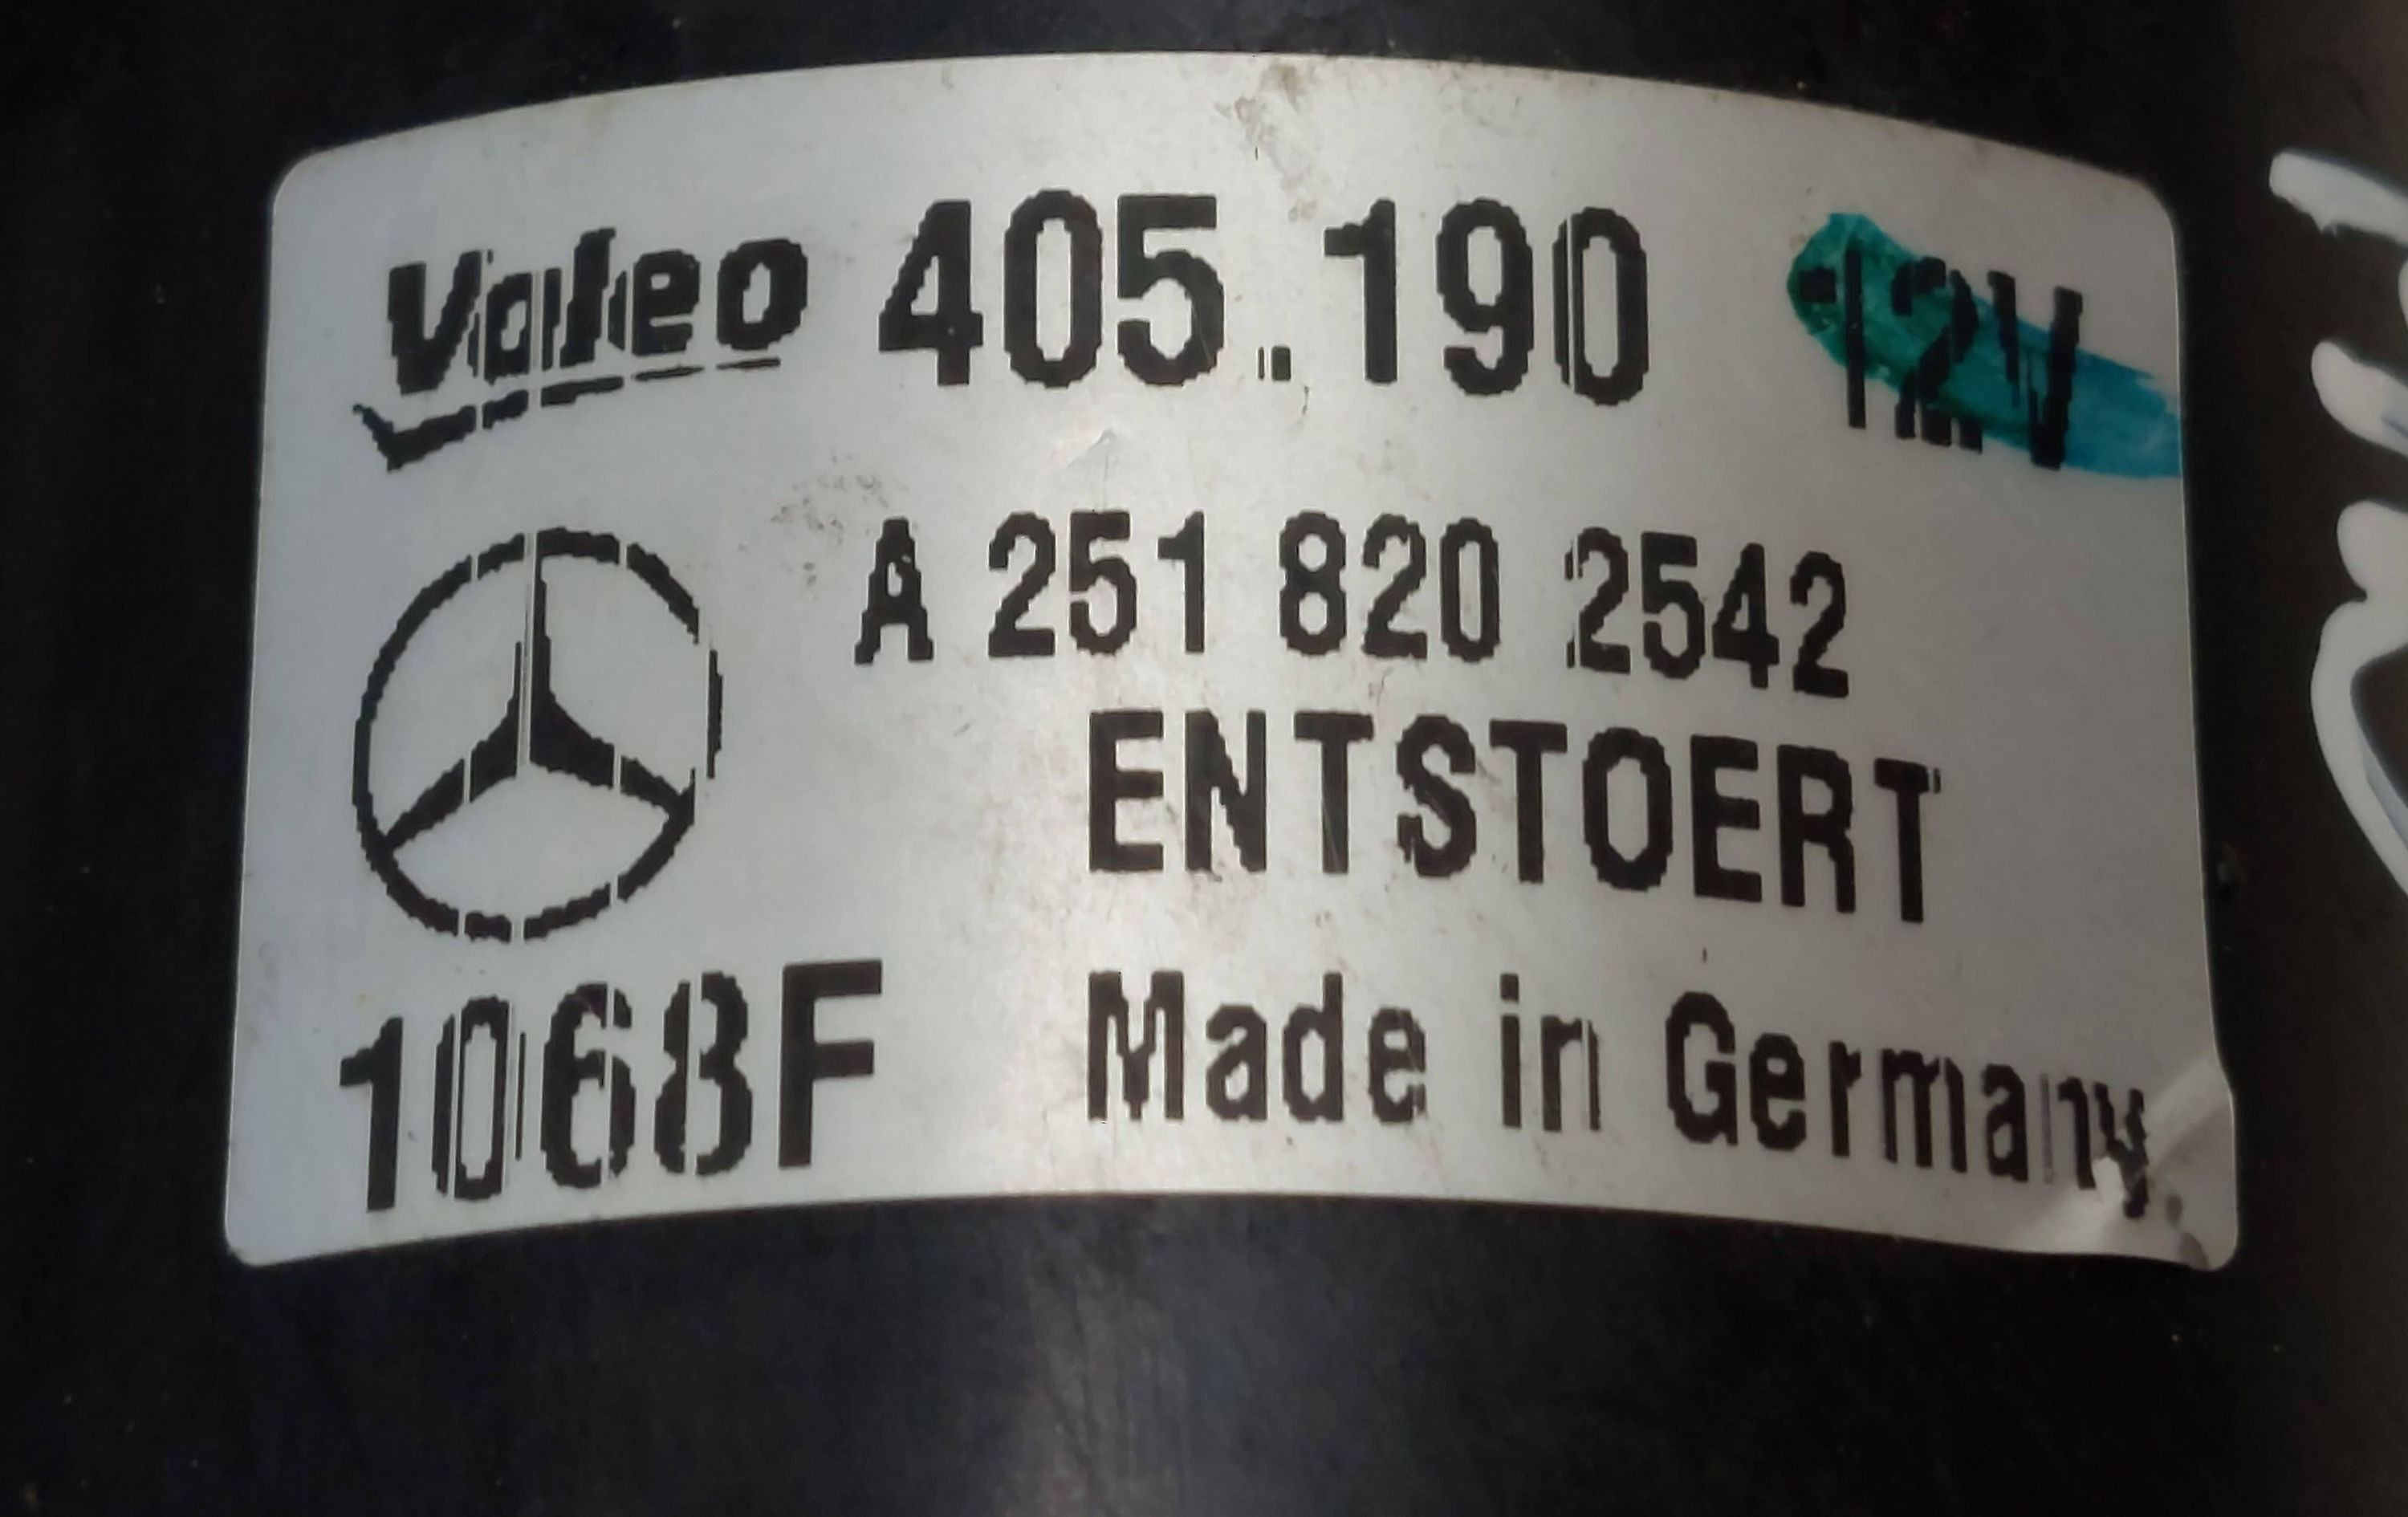 Valeo 405.190 12V
A 251 820 2542
ENTSTOERT
1068F Made in Germany